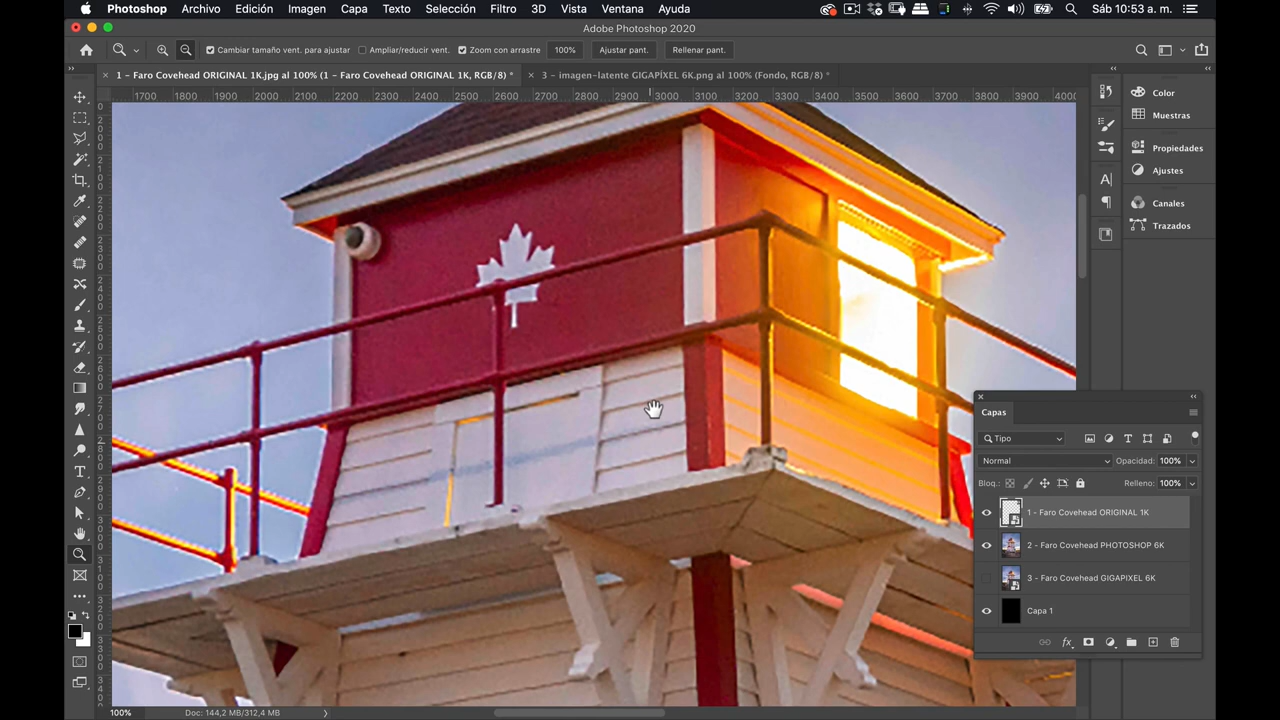 Photoshop Archivo Edición Imagen Capa Texto Selección Filtro 3D Vista Ventana Ayuda Sáb 10:53 a. m.
Adobe Photoshop 2020
Cambiar tamaño vent. para ajustar Ampliar/reducir vent. Zoom con arrastre 100% Ajustar pant. Rellenar pant.
1 - Faro Covehead ORIGINAL 1K.jpg al 100% (1 - Faro Covehead ORIGINAL 1K, RGB/8) * 3 - imagen-latente GIGAPÍXEL 6K.png al 100% (Fondo, RGB/8) *
1700 1800 1900 2000 2100 2200 2300 2400 2500 2600 2700 2800 2900 3000 3100 3200 3300 3400 3500 3600 3700 3800 3900 4000
Color
Muestras
Propiedades
Ajustes
Canales
Trazados
Capas
Tipo
Normal Opacidad: 100%
Bloq.: Relleno: 100%
1 - Faro Covehead ORIGINAL 1K
2 - Faro Covehead PHOTOSHOP 6K
3 - Faro Covehead GIGAPIXEL 6K
Capa 1
fx
100% Doc: 144,2 MB/312,4 MB